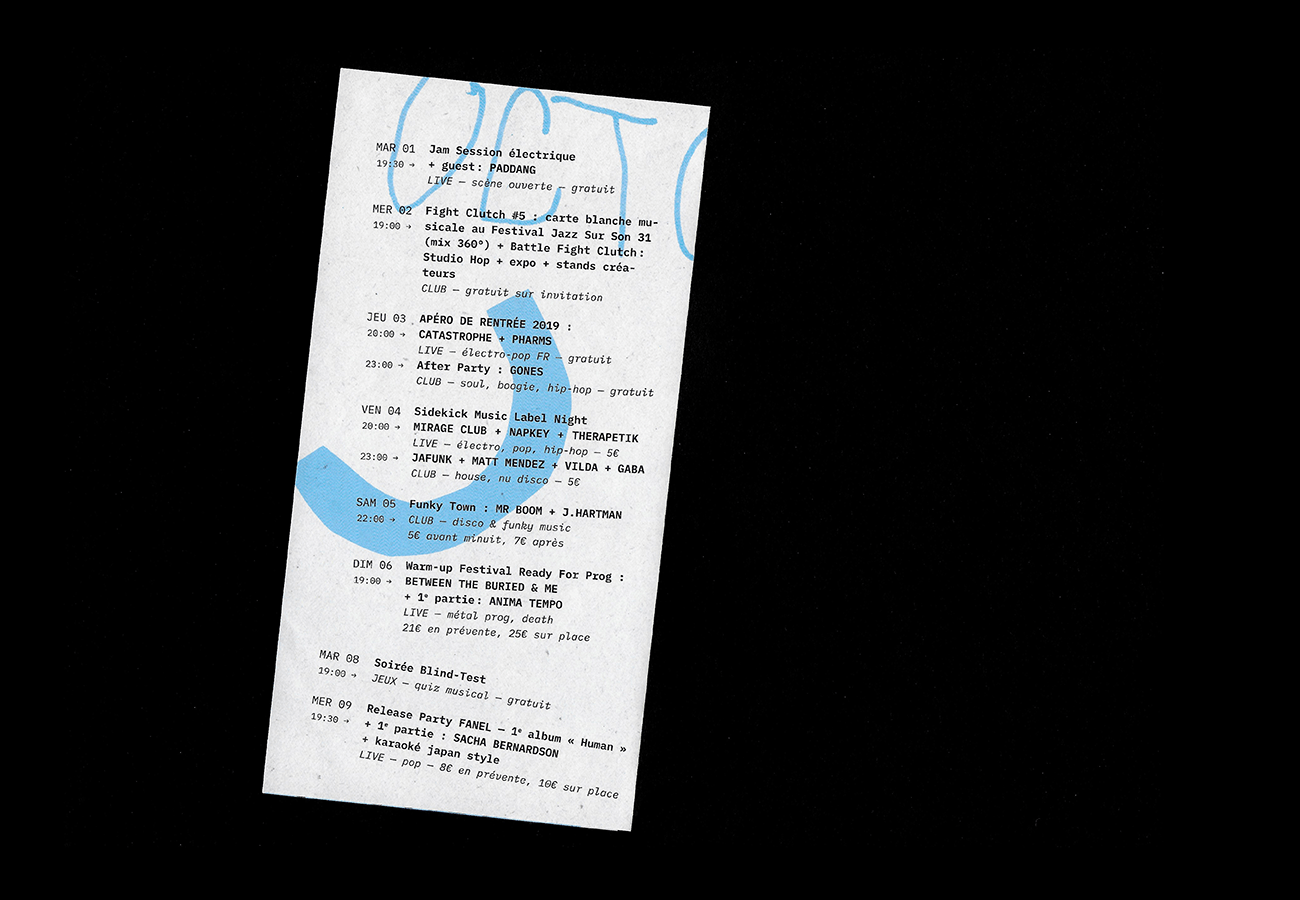 OCTO
MAR 01 Jam Session électrique
19:30 → + guest: PADDANG
LIVE – scène ouverte – gratuit
MER 02 Fight Clutch #5 : carte blanche mu-
19:00 → sicale au Festival Jazz Sur Son 31
(mix 360°) + Battle Fight Clutch:
Studio Hop + expo + stands créa-
teurs
CLUB – gratuit sur invitation
JEU 03 APÉRO DE RENTRÉE 2019 :
20:00 → CATASTROPHE + PHARMS
LIVE – électro-pop FR – gratuit
23:00 → After Party : GONES
CLUB – soul, boogie, hip-hop – gratuit
VEN 04 Sidekick Music Label Night
20:00 → MIRAGE CLUB + NAPKEY + THERAPETIK
LIVE – électro, pop, hip-hop – 5€
23:00 → JAFUNK + MATT MENDEZ + VILDA + GABA
CLUB – house, nu disco – 5€
SAM 05 Funky Town : MR BOOM + J.HARTMAN
22:00 → CLUB – disco & funky music
5€ avant minuit, 7€ après
DIM 06 Warm-up Festival Ready For Prog :
19:00 → BETWEEN THE BURIED & ME
+ 1e partie: ANIMA TEMPO
LIVE – métal prog, death
21€ en prévente, 25€ sur place
MAR 08 Soirée Blind-Test
19:00 → JEUX – quiz musical – gratuit
MER 09 Release Party FANEL – 1e album « Human »
19:30 → + 1e partie : SACHA BERNARDSON
+ karaoké japan style
LIVE – pop – 8€ en prévente, 10€ sur place